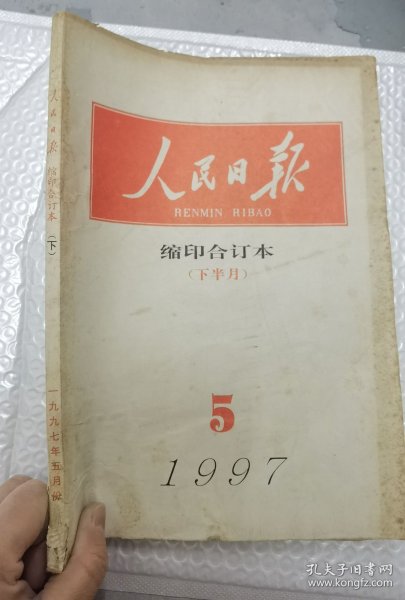 人民日报
RENMIN RIBAO
缩印合订本
（下半月）
5
1997
人民日报 缩印合订本（下）
一九九七年五月份
孔夫子旧书网
www.kongfz.com